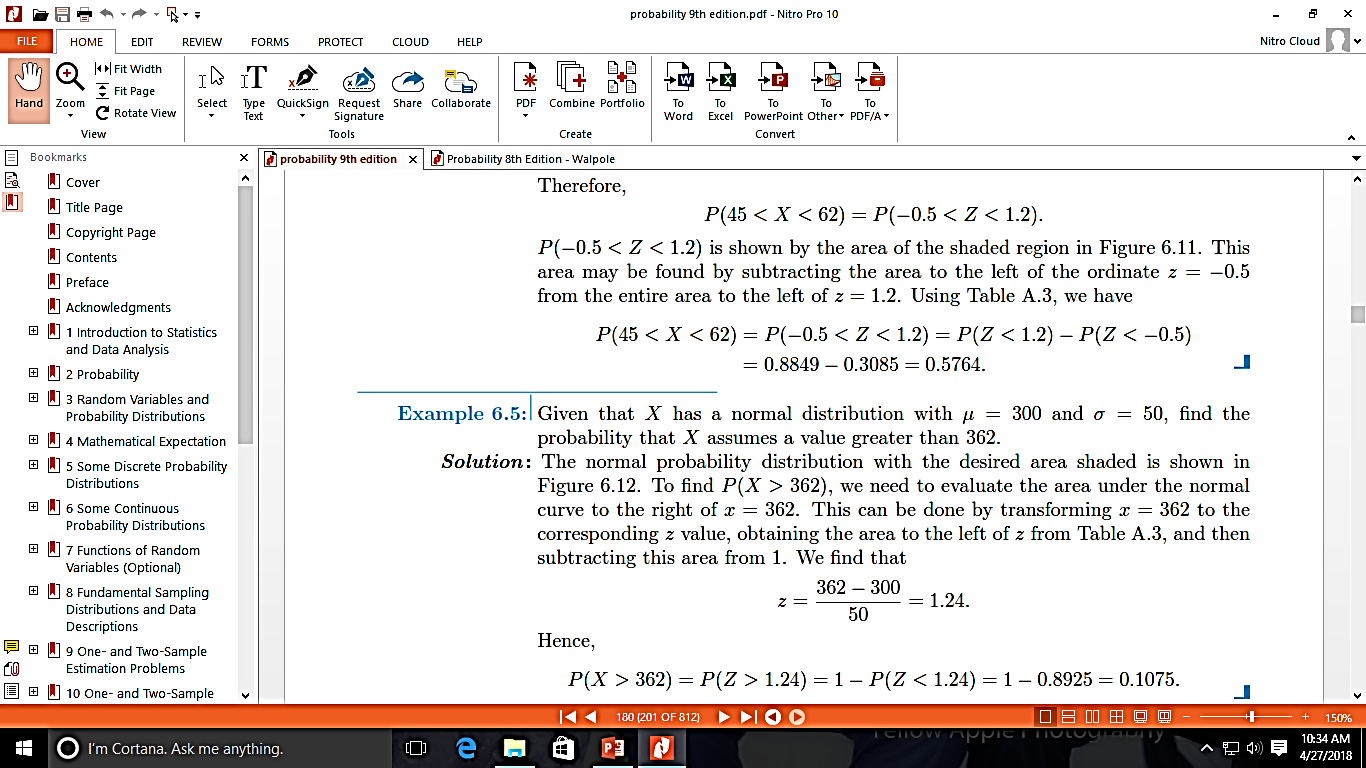 probability 9th edition.pdf - Nitro Pro 10
FILE HOME EDIT REVIEW FORMS PROTECT CLOUD HELP
Nitro Cloud
Hand
Zoom
Fit Width
Fit Page
Rotate View
View
Select
Type Text
QuickSign
Request Signature
Share
Collaborate
Tools
PDF
Combine
Portfolio
Create
To Word
To Excel
To PowerPoint
To Other
To PDF/A
Convert
Bookmarks
Cover
Title Page
Copyright Page
Contents
Preface
Acknowledgments
1 Introduction to Statistics
and Data Analysis
2 Probability
3 Random Variables and
Probability Distributions
4 Mathematical Expectation
5 Some Discrete Probability
Distributions
6 Some Continuous
Probability Distributions
7 Functions of Random
Variables (Optional)
8 Fundamental Sampling
Distributions and Data
Descriptions
9 One- and Two-Sample
Estimation Problems
10 One- and Two-Sample
probability 9th edition
Probability 8th Edition - Walpole
Therefore,
P(45 < X < 62) = P(−0.5 < Z < 1.2).
P(−0.5 < Z < 1.2) is shown by the area of the shaded region in Figure 6.11. This
area may be found by subtracting the area to the left of the ordinate z = −0.5
from the entire area to the left of z = 1.2. Using Table A.3, we have
P(45 < X < 62) = P(−0.5 < Z < 1.2) = P(Z < 1.2) − P(Z < −0.5)
= 0.8849 − 0.3085 = 0.5764.
Example 6.5: Given that X has a normal distribution with μ = 300 and σ = 50, find the
probability that X assumes a value greater than 362.
Solution: The normal probability distribution with the desired area shaded is shown in
Figure 6.12. To find P(X > 362), we need to evaluate the area under the normal
curve to the right of x = 362. This can be done by transforming x = 362 to the
corresponding z value, obtaining the area to the left of z from Table A.3, and then
subtracting this area from 1. We find that
z = (362 − 300)/50 = 1.24.
Hence,
P(X > 362) = P(Z > 1.24) = 1 − P(Z < 1.24) = 1 − 0.8925 = 0.1075.
180 (201 OF 812)
150%
I'm Cortana. Ask me anything.
Yellow Apple Photography
10:34 AM
4/27/2018